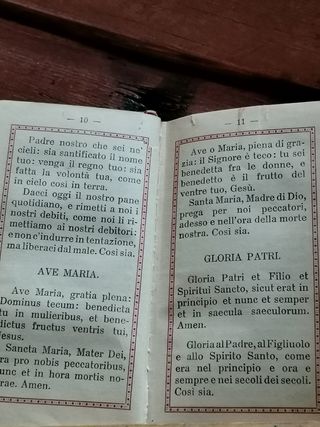 — 10 —
Padre nostro che sei ne'
cieli: sia santificato il nome
tuo: venga il regno tuo: sia
fatta la volontà tua, come
in cielo così in terra.
Dacci oggi il nostro pane
quotidiano, e rimetti a noi i
nostri debiti, come noi li ri-
mettiamo ai nostri debitori:
e non c'indurre in tentazione,
ma liberaci dal male. Così sia.
AVE MARIA.
Ave Maria, gratia plena:
Dominus tecum: benedicta
tu in mulieribus, et bene-
dictus fructus ventris tui,
Jesus.
Sancta Maria, Mater Dei,
ora pro nobis peccatoribus,
nunc et in hora mortis no-
strae. Amen.
— 11 —
Ave o Maria, piena di gra-
zia: il Signore è teco: tu sei
benedetta fra le donne, e
benedetto è il frutto del
ventre tuo, Gesù.
Santa Maria, Madre di Dio,
prega per noi peccatori,
adesso e nell'ora della morte
nostra. Così sia.
GLORIA PATRI.
Gloria Patri et Filio et
Spiritui Sancto, sicut erat in
principio et nunc et semper
et in saecula saeculorum.
Amen.
Gloria al Padre, al Figliuolo
e allo Spirito Santo, come
era nel principio e ora e
sempre e nei secoli dei secoli.
Così sia.